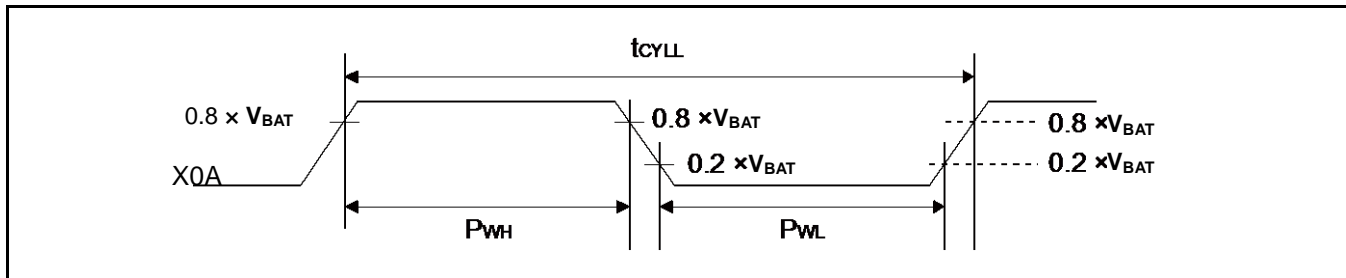 tCYLL
0.8 × VBAT
0.8 ×VBAT
0.8 ×VBAT
0.2 ×VBAT
0.2 ×VBAT
X0A
PWH
PWL